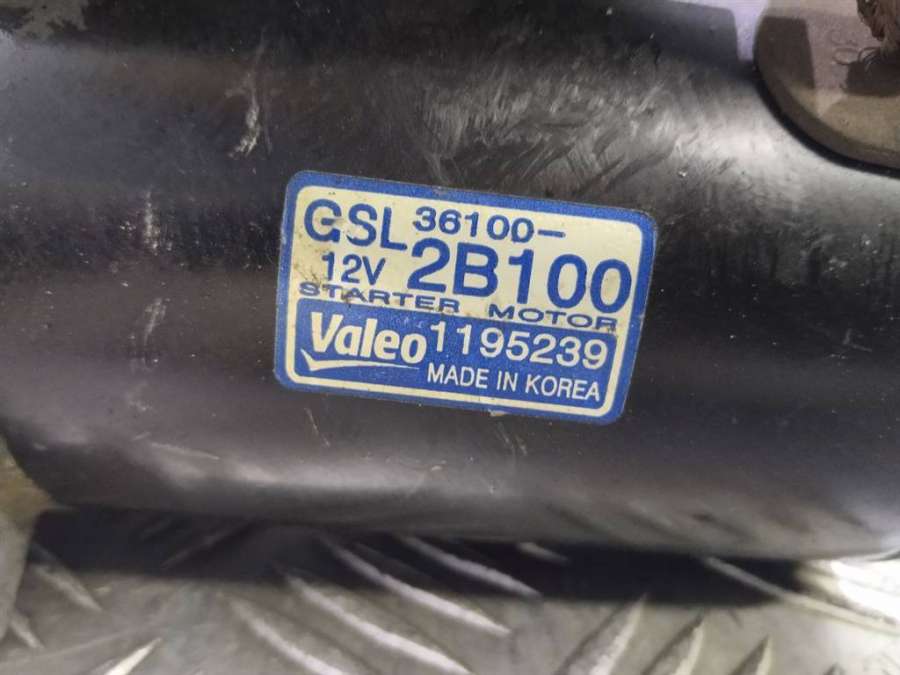 GSL 36100-
12V 2B100
STARTER MOTOR
Valeo 1195239
MADE IN KOREA